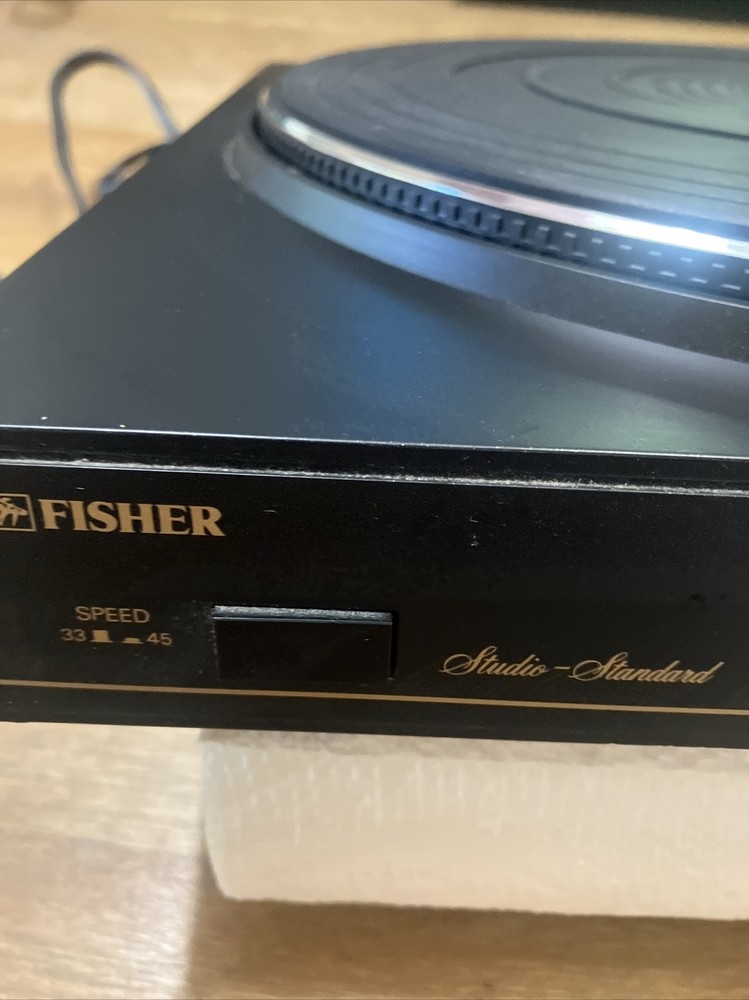 FISHER
SPEED
33 45
Studio-Standard